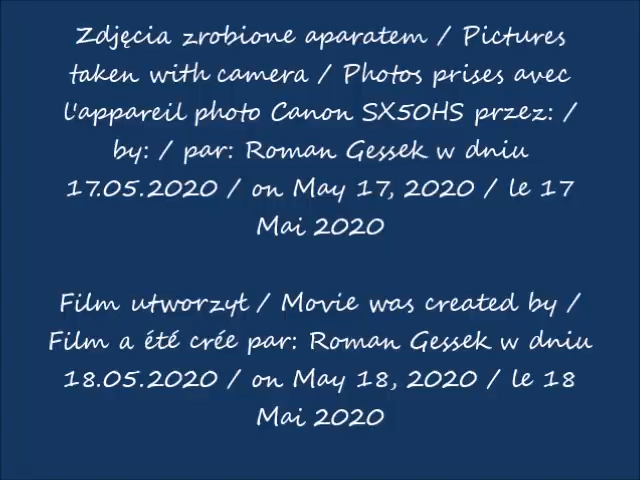 Zdjęcia zrobione aparatem / Pictures
taken with camera / Photos prises avec
l'appareil photo Canon SX50HS przez: /
by: / par: Roman Gessek w dniu
17.05.2020 / on May 17, 2020 / le 17
Mai 2020
Film utworzył / Movie was created by /
Film a été crée par: Roman Gessek w dniu
18.05.2020 / on May 18, 2020 / le 18
Mai 2020